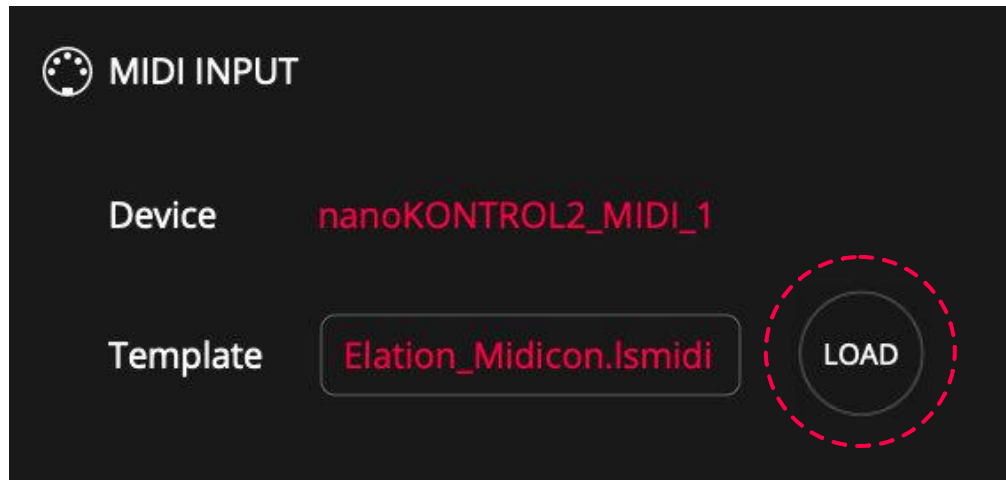 MIDI INPUT
Device nanoKONTROL2_MIDI_1
Template Elation_Midicon.lsmidi LOAD